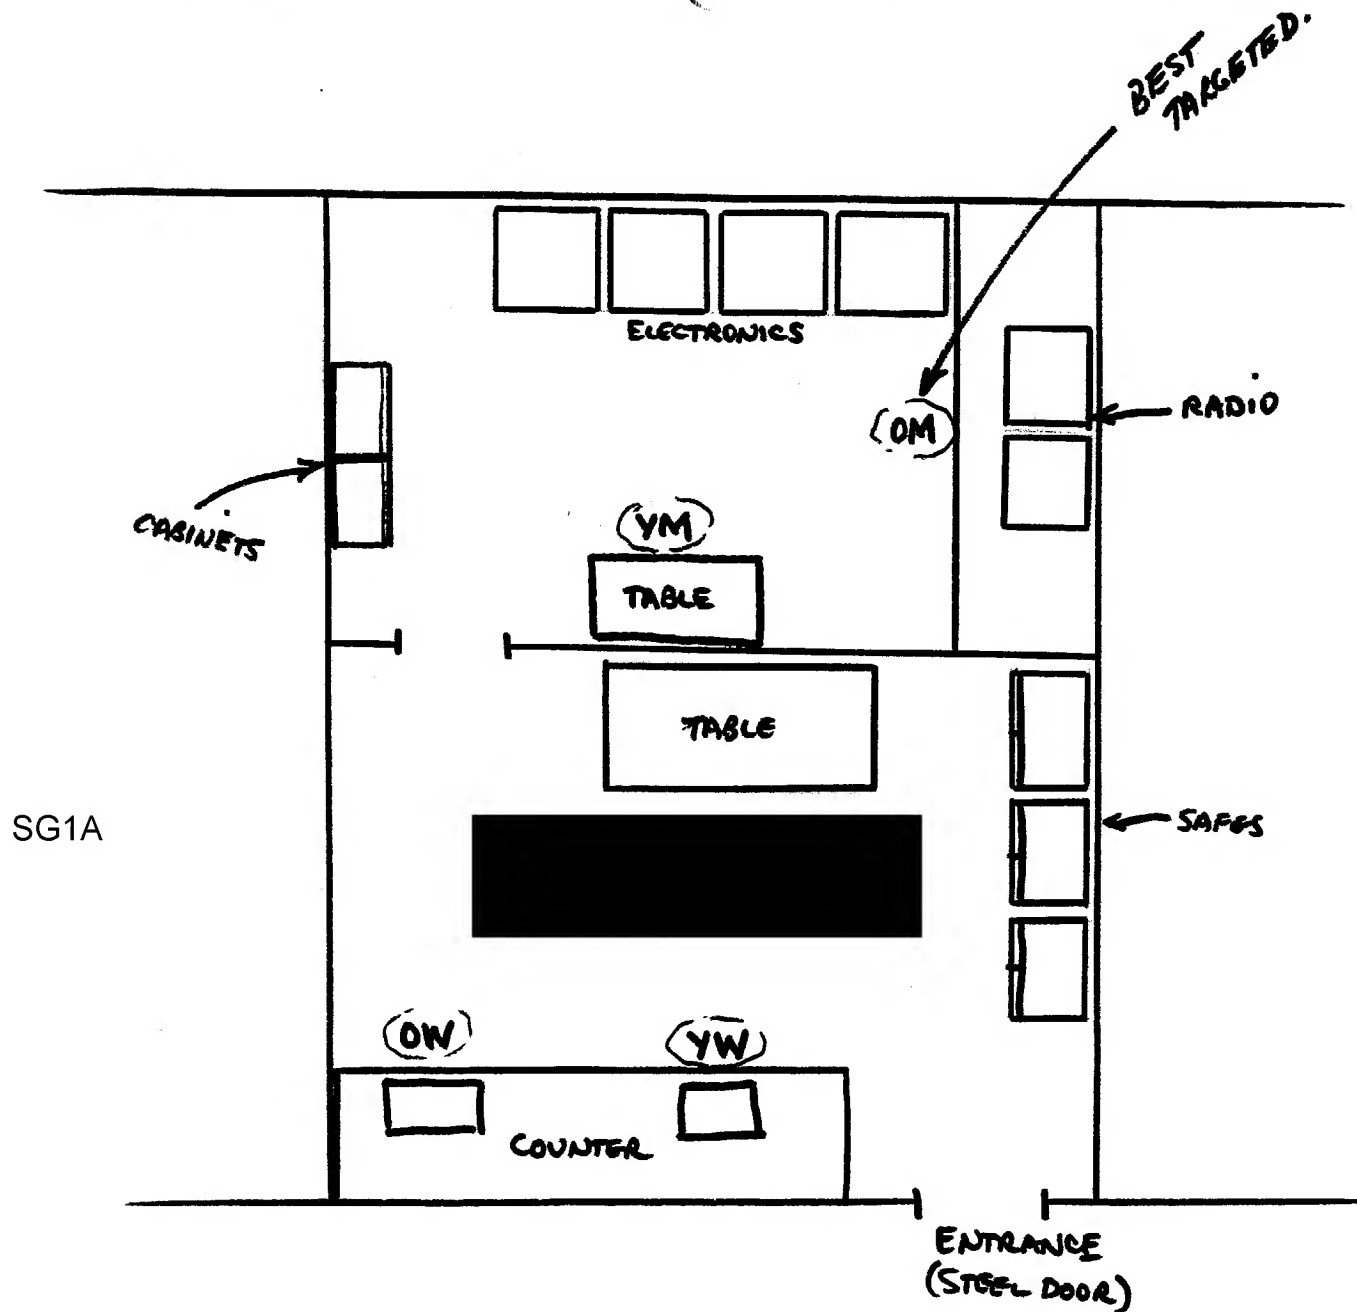 BEST
TARGETED.
ELECTRONICS
OM
RADIO
CABINETS
YM
TABLE
TABLE
SG1A
SAFES
OW
YW
COUNTER
ENTRANCE
(STEEL DOOR)